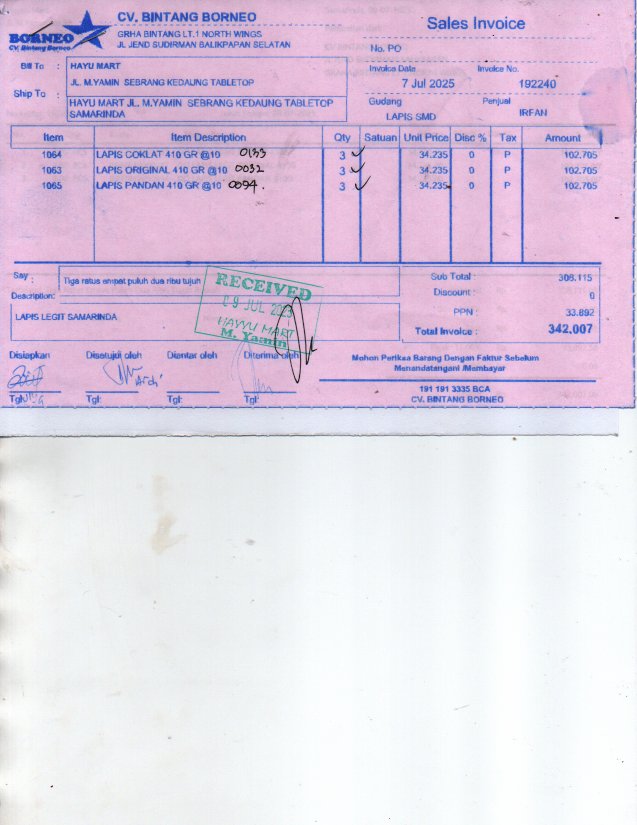 CV. BINTANG BORNEO
GRHA BINTANG LT.1 NORTH WINGS
JL JEND SUDIRMAN BALIKPAPAN SELATAN
BORNEO
CV. Bintang Borneo
Sales Invoice
No. PO
Bill To :
HAYU MART
JL. M.YAMIN SEBRANG KEDAUNG TABLETOP
Ship To :
HAYU MART JL. M.YAMIN SEBRANG KEDAUNG TABLETOP
SAMARINDA
Invoice Date Invoice No.
7 Jul 2025 192240
Gudang Penjual
LAPIS SMD IRFAN
Item Item Description Qty Satuan Unit Price Disc % Tax Amount
1064 LAPIS COKLAT 410 GR @10 0133 3 34.235 0 P 102.705
1063 LAPIS ORIGINAL 410 GR @10 0032 3 34.235 0 P 102.705
1065 LAPIS PANDAN 410 GR @10 0094. 3 34.235 0 P 102.705
Say :
Tiga ratus empat puluh dua ribu tujuh
Description:
LAPIS LEGIT SAMARINDA
RECEIVED
09 JUL
HAYYU MART
M. Yamin
Sub Total : 308.115
Discount : 0
PPN : 33.892
Total Invoice : 342,007
Disiapkan Disetujui oleh Diantar oleh Diterima oleh
Ardi
Tgl: Tgl: Tgl: Tgl:
Mohon Periksa Barang Dengan Faktur Sebelum
Menandatangani /Membayar
191 191 3335 BCA
CV. BINTANG BORNEO